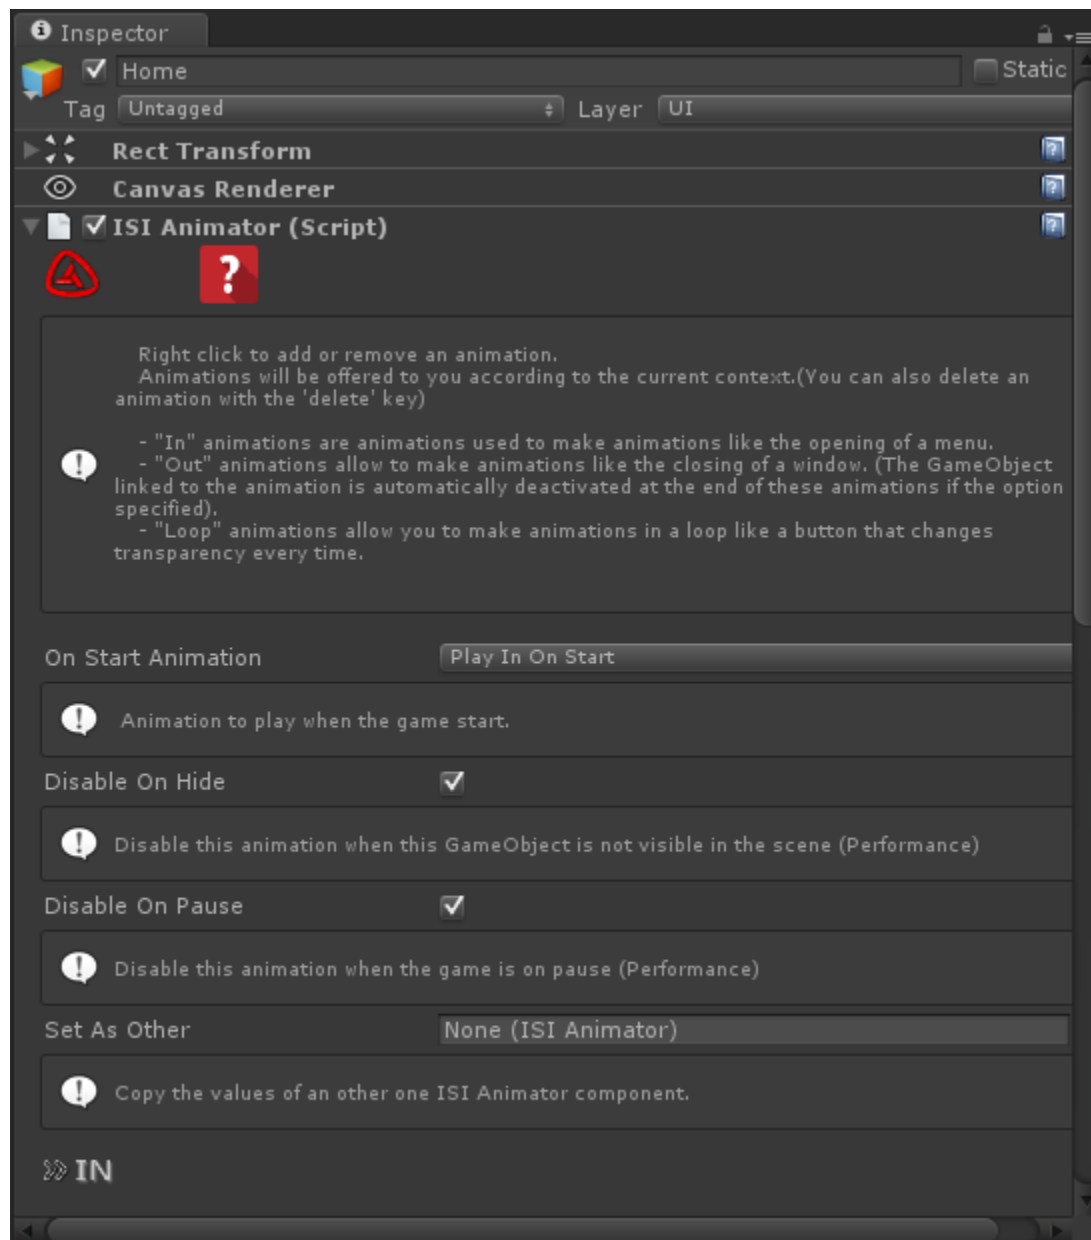 Inspector
Home
Static
Tag Untagged Layer UI
Rect Transform
Canvas Renderer
ISI Animator (Script)
?
Right click to add or remove an animation.
Animations will be offered to you according to the current context.(You can also delete an
animation with the 'delete' key)
- "In" animations are animations used to make animations like the opening of a menu.
- "Out" animations allow to make animations like the closing of a window. (The GameObject
linked to the animation is automatically deactivated at the end of these animations if the option
specified).
- "Loop" animations allow you to make animations in a loop like a button that changes
transparency every time.
On Start Animation Play In On Start
Animation to play when the game start.
Disable On Hide
Disable this animation when this GameObject is not visible in the scene (Performance)
Disable On Pause
Disable this animation when the game is on pause (Performance)
Set As Other None (ISI Animator)
Copy the values of an other one ISI Animator component.
IN